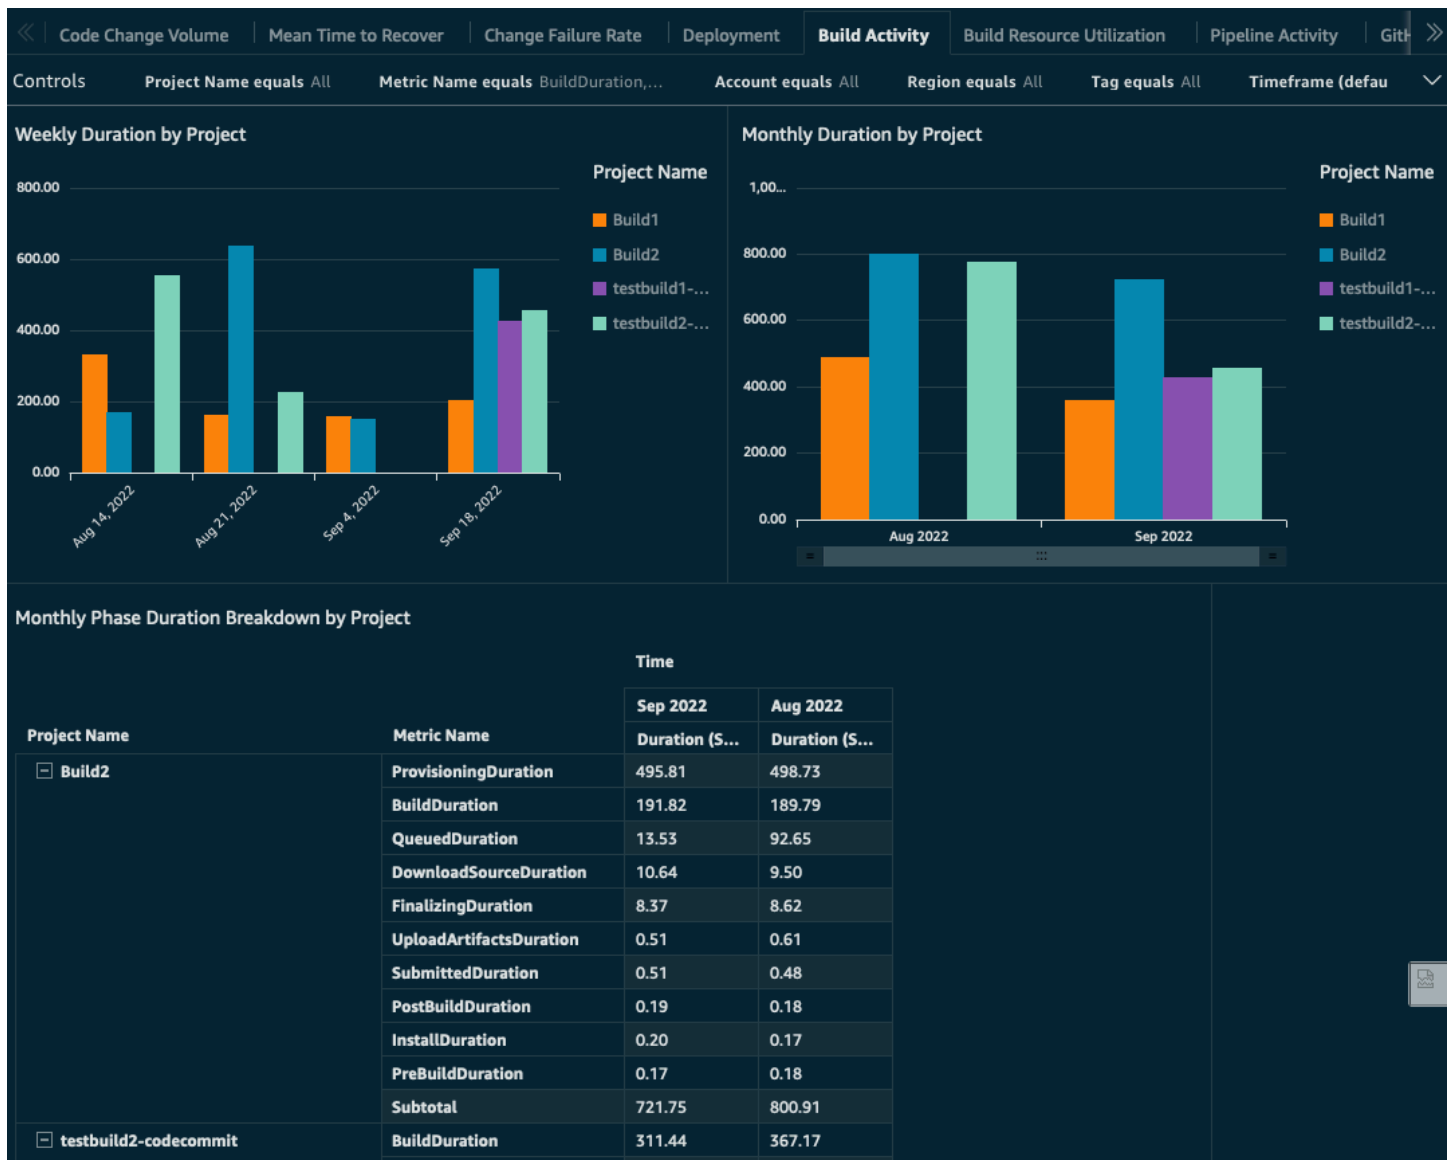 Code Change Volume Mean Time to Recover Change Failure Rate Deployment Build Activity Build Resource Utilization Pipeline Activity GitH
Controls Project Name equals All Metric Name equals BuildDuration,... Account equals All Region equals All Tag equals All Timeframe (defau
Weekly Duration by Project
Project Name
800.00
600.00
400.00
200.00
0.00
Aug 14, 2022
Aug 21, 2022
Sep 4, 2022
Sep 18, 2022
Build1
Build2
testbuild1-...
testbuild2-...
Monthly Duration by Project
Project Name
1,00...
800.00
600.00
400.00
200.00
0.00
Aug 2022
Sep 2022
Build1
Build2
testbuild1-...
testbuild2-...
Monthly Phase Duration Breakdown by Project
Time
Sep 2022 Aug 2022
Project Name Metric Name Duration (S... Duration (S...
Build2 ProvisioningDuration 495.81 498.73
BuildDuration 191.82 189.79
QueuedDuration 13.53 92.65
DownloadSourceDuration 10.64 9.50
FinalizingDuration 8.37 8.62
UploadArtifactsDuration 0.51 0.61
SubmittedDuration 0.51 0.48
PostBuildDuration 0.19 0.18
InstallDuration 0.20 0.17
PreBuildDuration 0.17 0.18
Subtotal 721.75 800.91
testbuild2-codecommit BuildDuration 311.44 367.17